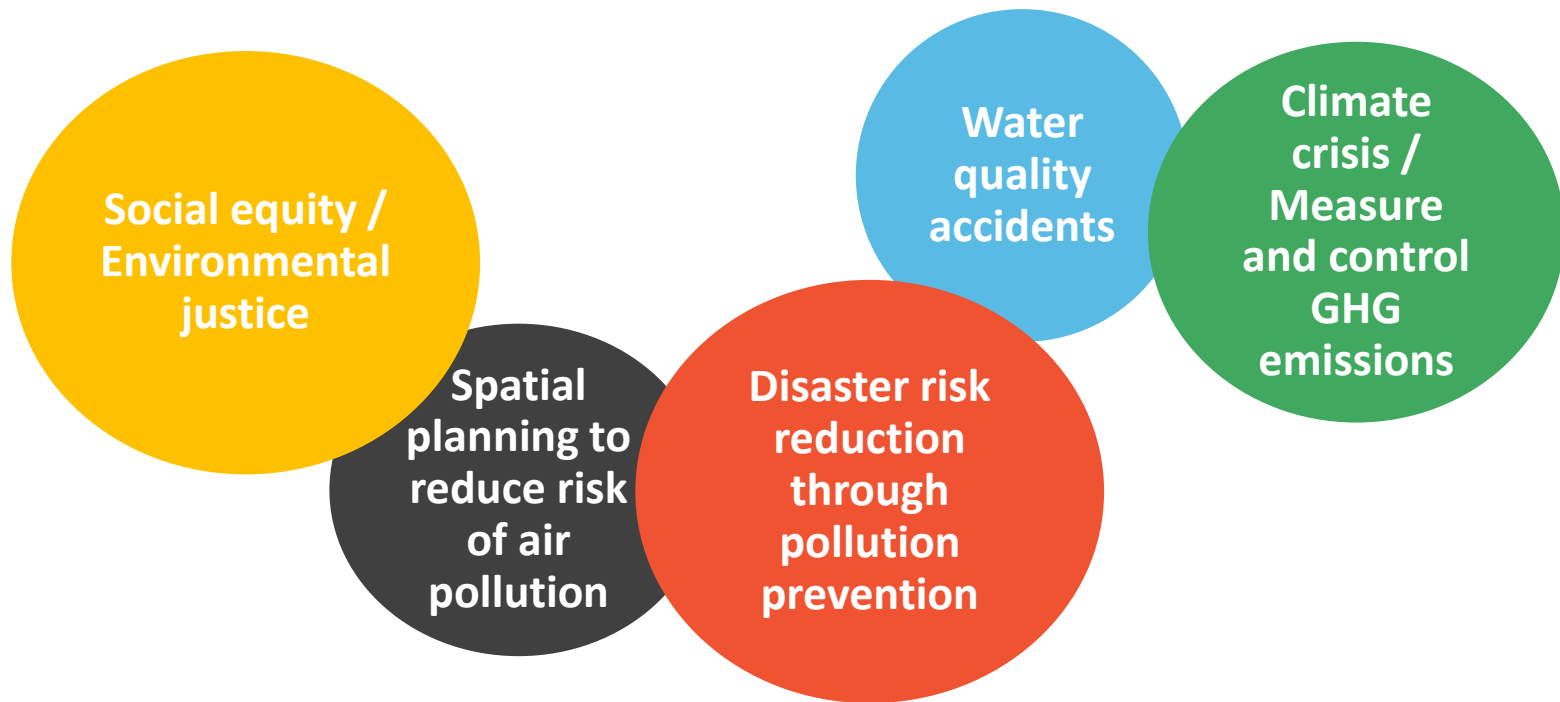 Social equity /
Environmental
justice
Spatial
planning to
reduce risk
of air
pollution
Disaster risk
reduction
through
pollution
prevention
Water
quality
accidents
Climate
crisis /
Measure
and control
GHG
emissions